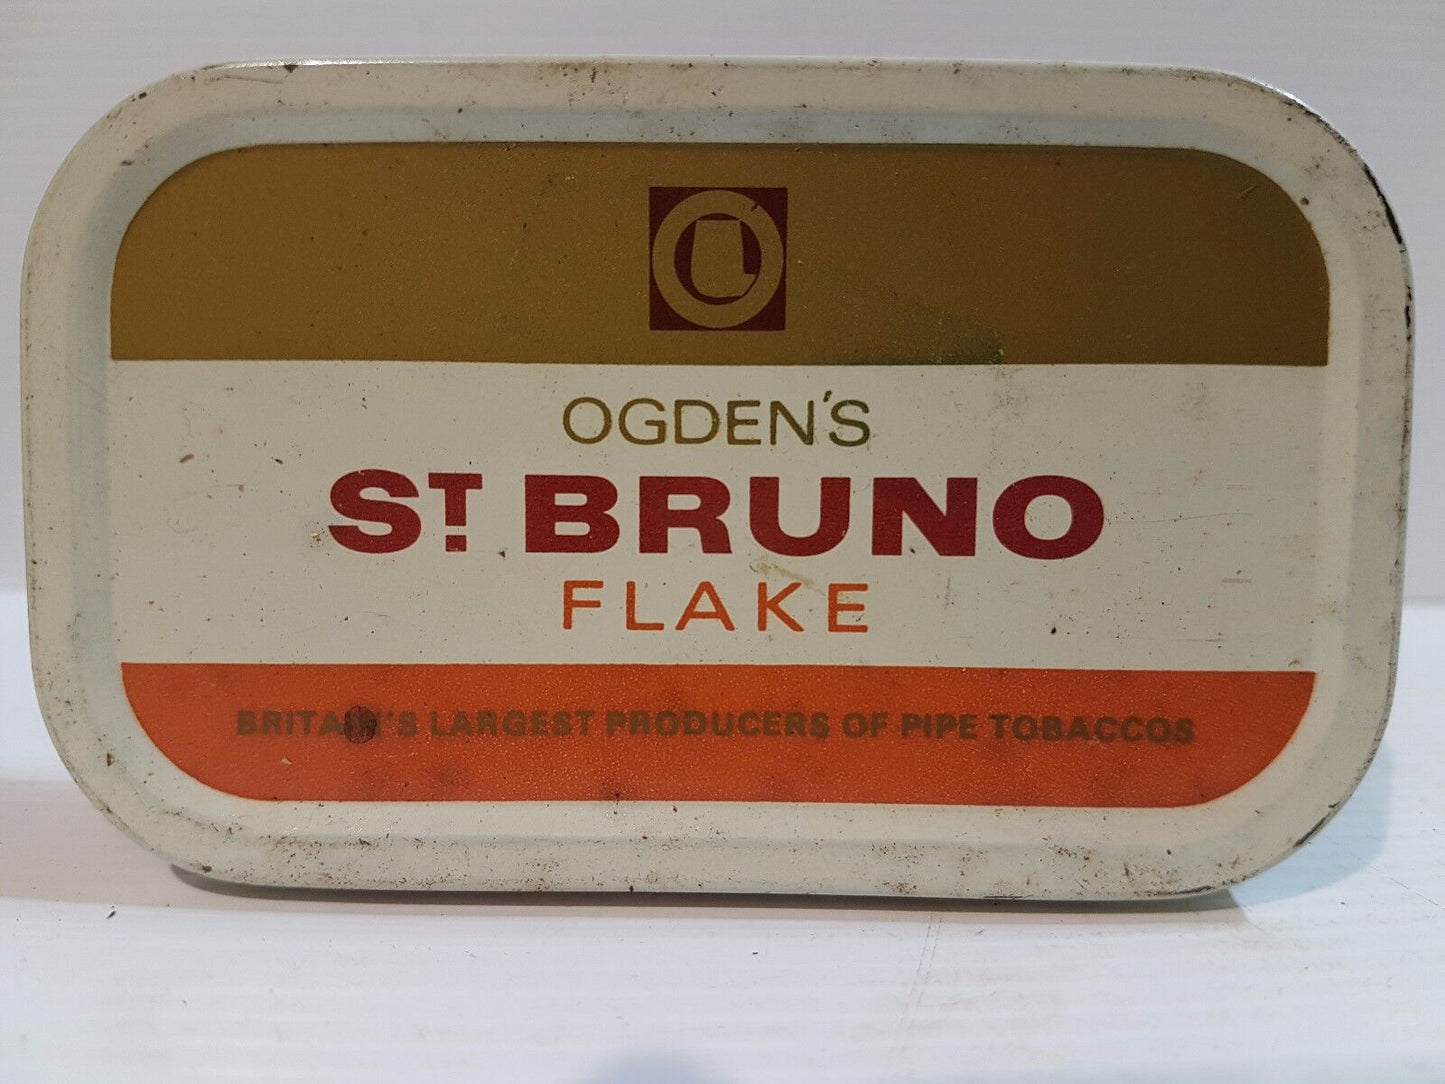 OGDEN'S
ST BRUNO
FLAKE
BRITAIN'S LARGEST PRODUCERS OF PIPE TOBACCOS